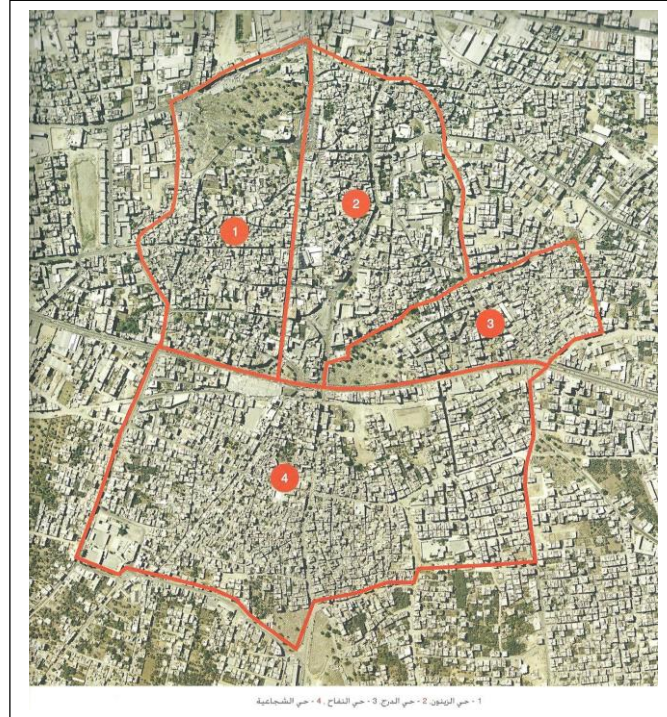 2
1
3
4
1 - حي الزيتون, 2 - حي الدرج, 3 - حي التفاح, 4 - حي الشجاعية